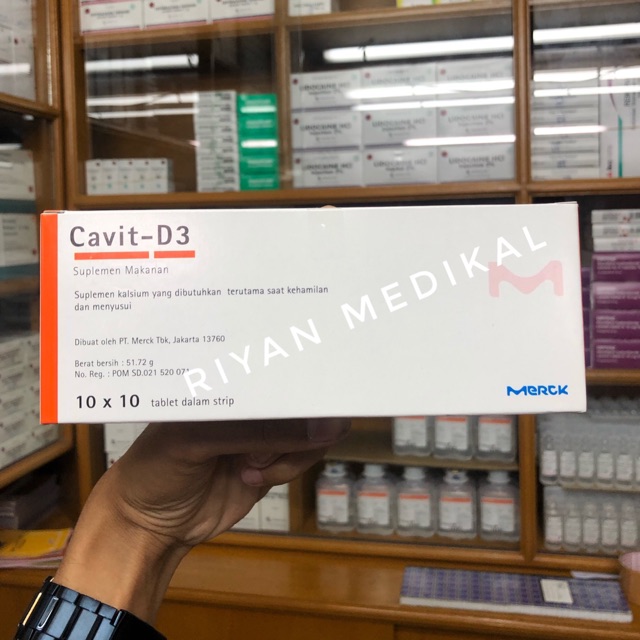 Cavit-D3
Suplemen Makanan
Suplemen kalsium yang dibutuhkan terutama saat kehamilan
dan menyusui
Dibuat oleh PT. Merck Tbk, Jakarta 13760
Berat bersih : 51.72 g
No. Reg. : POM SD.021 520 071
10 x 10 tablet dalam strip
RIYAN MEDIKAL
M
MERCK